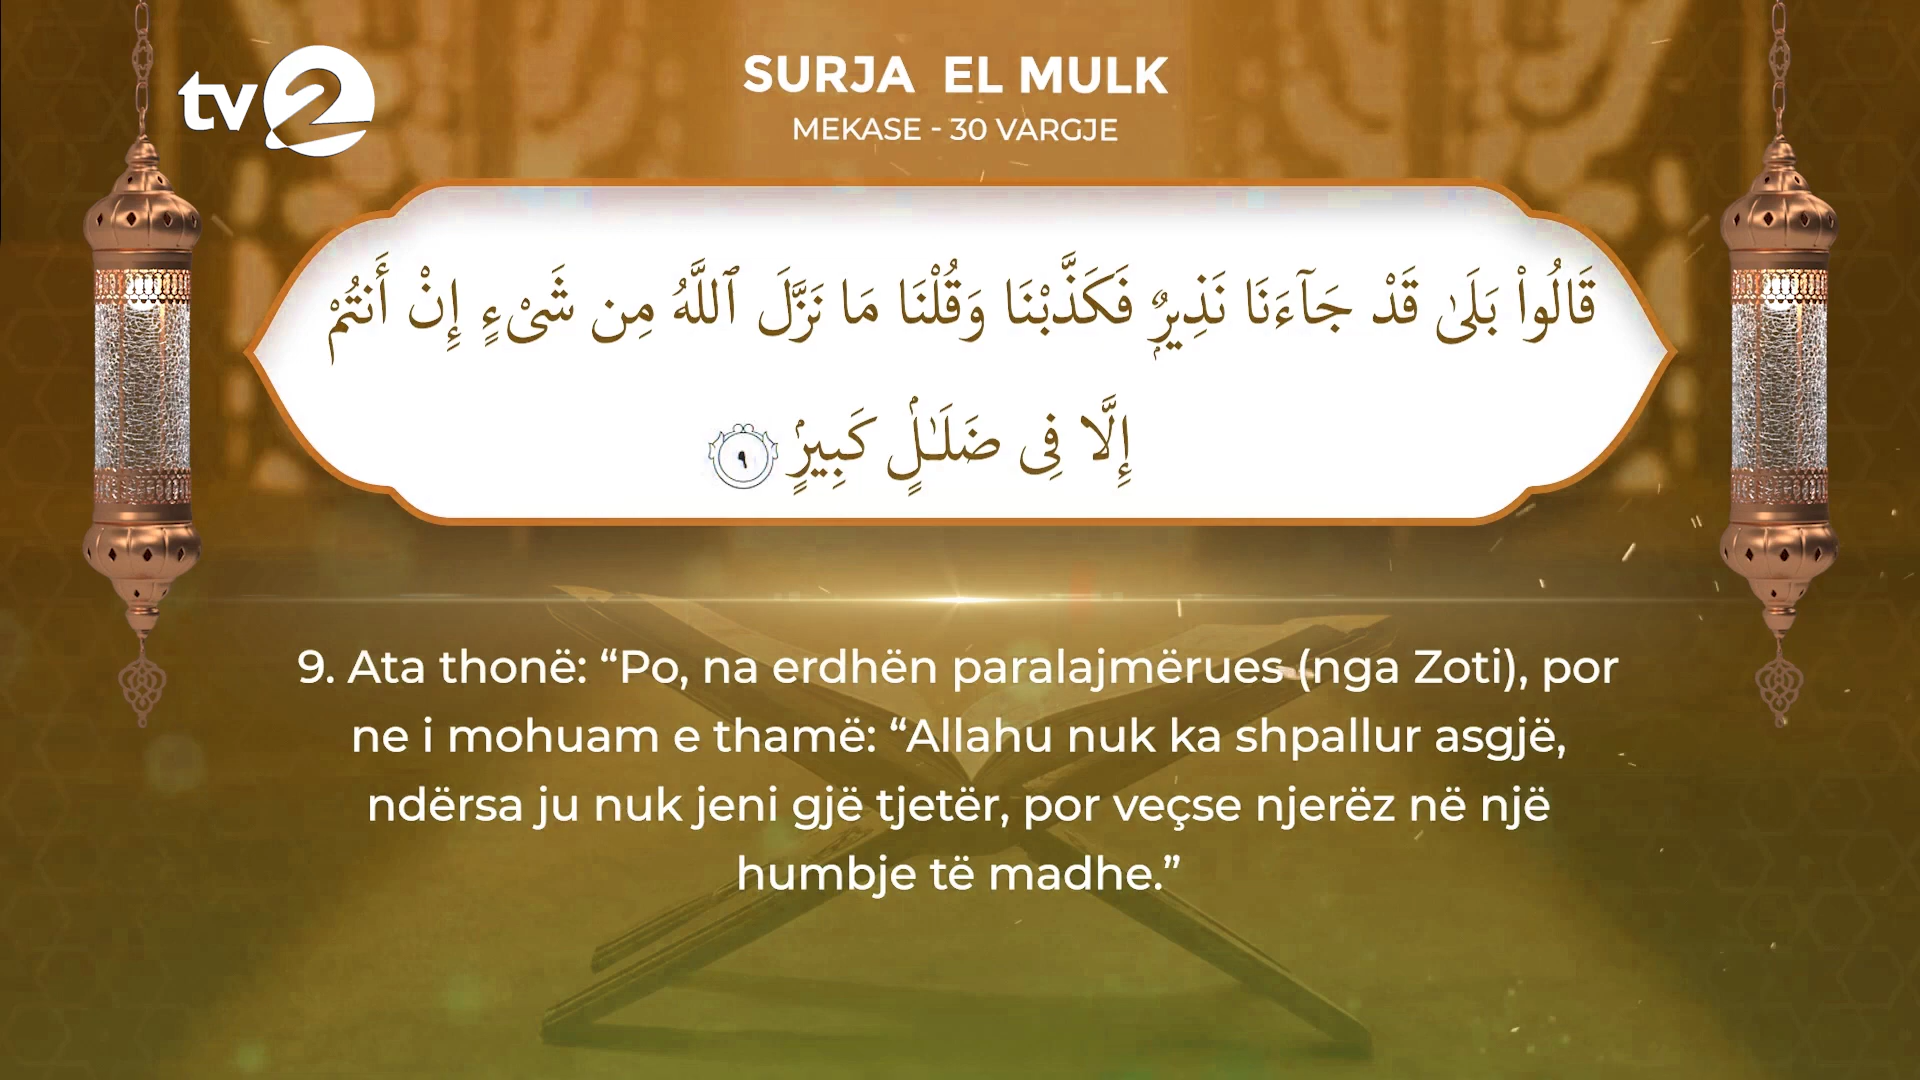 tv2
SURJA EL MULK
MEKASE - 30 VARGJE
قَالُوا۟ بَلَىٰ قَدْ جَآءَنَا نَذِيرٌۭ فَكَذَّبْنَا وَقُلْنَا مَا نَزَّلَ ٱللَّهُ مِن شَىْءٍ إِنْ أَنتُمْ
إِلَّا فِى ضَلَـٰلٍۢ كَبِيرٍۢ ٩
9. Ata thonë: “Po, na erdhën paralajmërues (nga Zoti), por
ne i mohuam e thamë: “Allahu nuk ka shpallur asgjë,
ndërsa ju nuk jeni gjë tjetër, por veçse njerëz në një
humbje të madhe.”